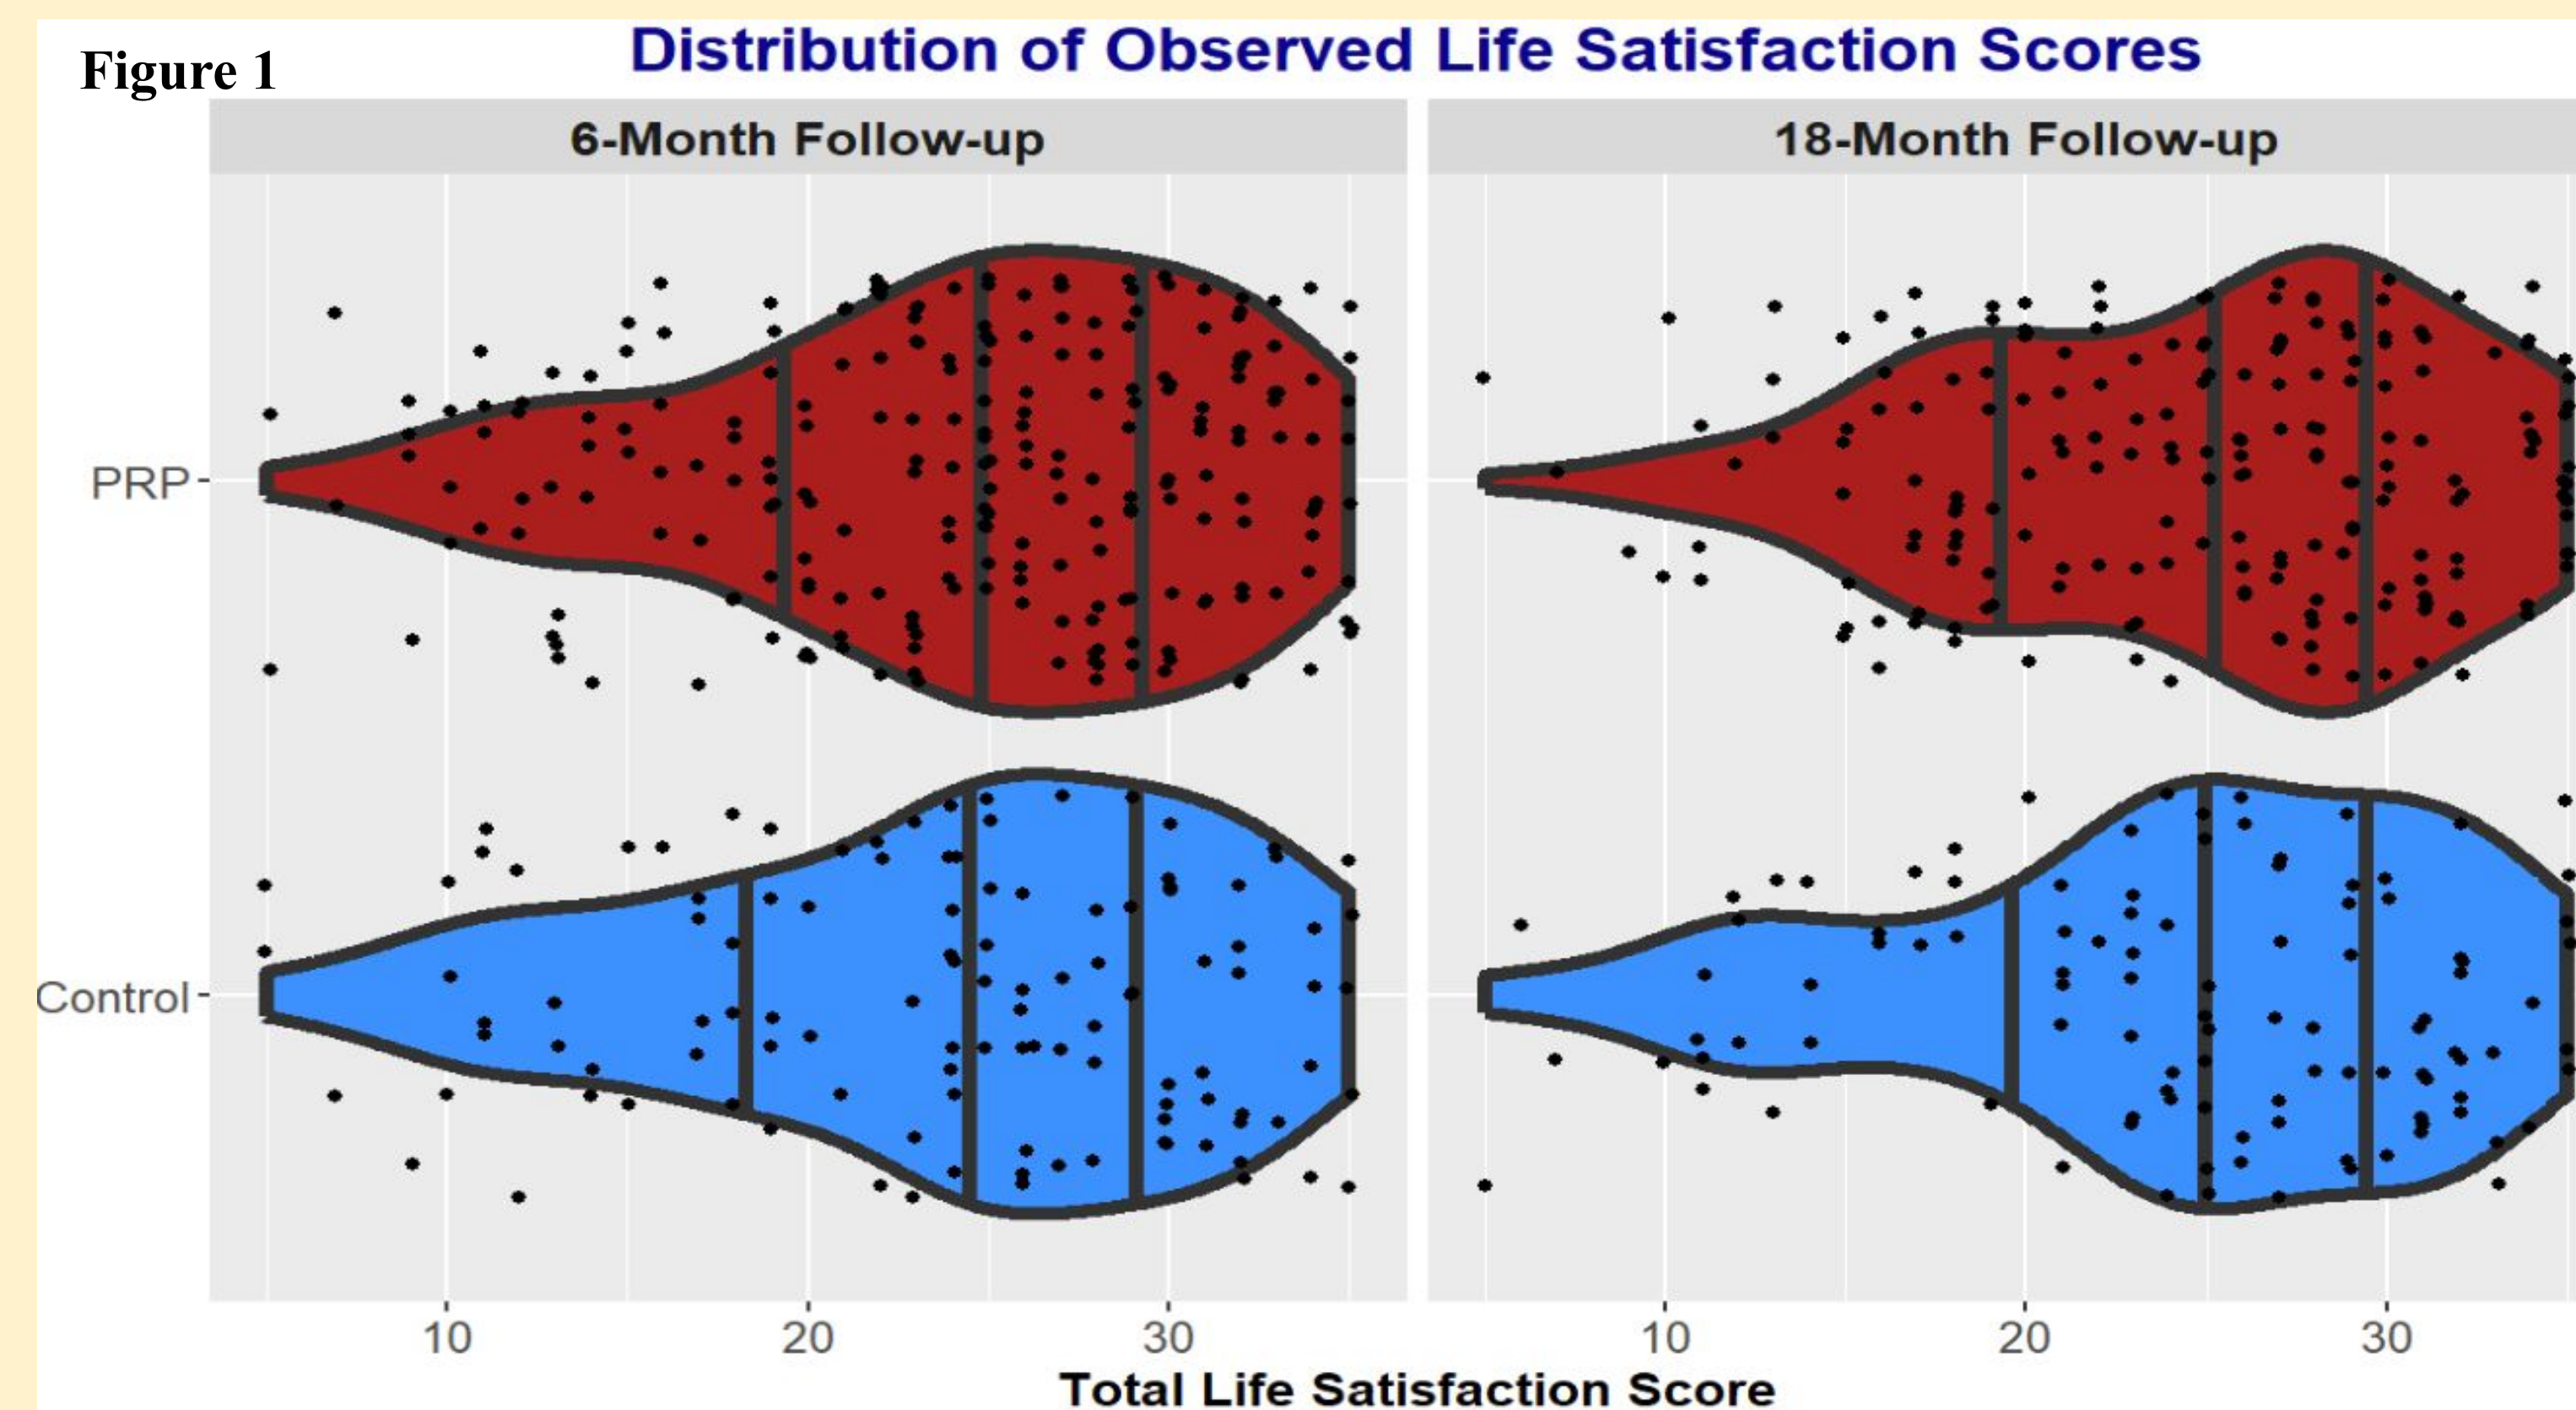 Distribution of Observed Life Satisfaction Scores
Figure 1
6-Month Follow-up
18-Month Follow-up
PRP
Control
10
20
30
10
20
30
Total Life Satisfaction Score